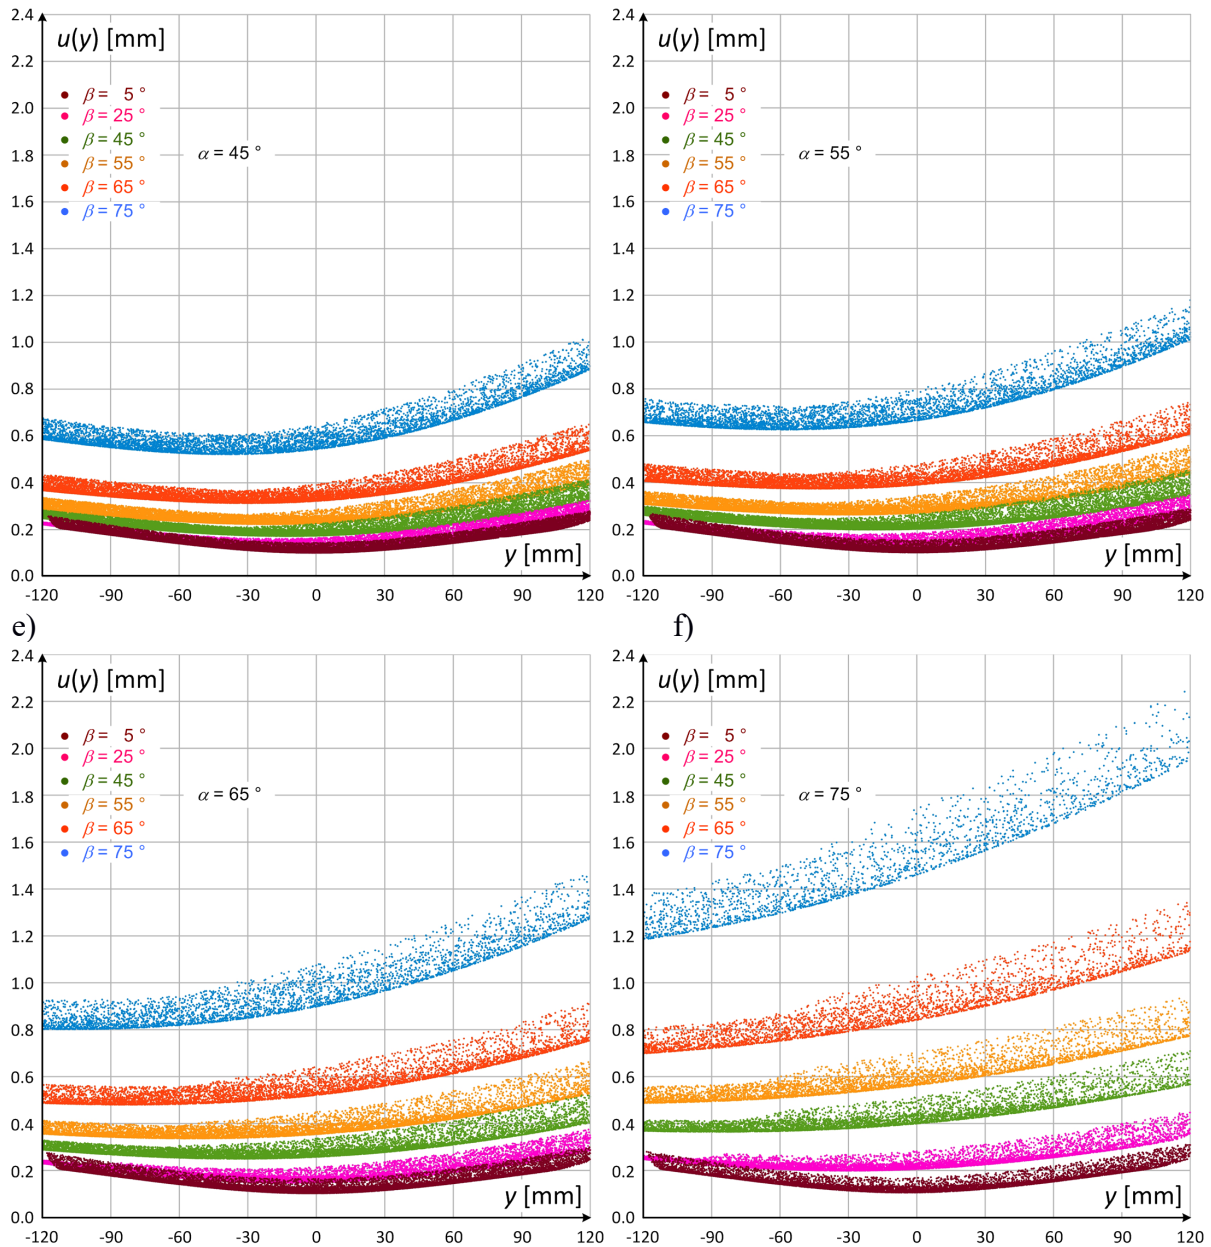 2.4
u(y) [mm]
2.2
β = 5 °
2.0
β = 25 °
β = 45 °
1.8
α = 45 °
β = 55 °
1.6
β = 65 °
β = 75 °
1.4
1.2
1.0
0.8
0.6
0.4
0.2
y [mm]
0.0
-120 -90 -60 -30 0 30 60 90 120
2.4
u(y) [mm]
2.2
β = 5 °
2.0
β = 25 °
β = 45 °
1.8
α = 55 °
β = 55 °
1.6
β = 65 °
β = 75 °
1.4
1.2
1.0
0.8
0.6
0.4
0.2
y [mm]
0.0
-120 -90 -60 -30 0 30 60 90 120
e)
f)
2.4
u(y) [mm]
2.2
β = 5 °
2.0
β = 25 °
β = 45 °
1.8
α = 65 °
β = 55 °
1.6
β = 65 °
β = 75 °
1.4
1.2
1.0
0.8
0.6
0.4
0.2
y [mm]
0.0
-120 -90 -60 -30 0 30 60 90 120
2.4
u(y) [mm]
2.2
β = 5 °
2.0
β = 25 °
β = 45 °
1.8
α = 75 °
β = 55 °
1.6
β = 65 °
β = 75 °
1.4
1.2
1.0
0.8
0.6
0.4
0.2
y [mm]
0.0
-120 -90 -60 -30 0 30 60 90 120